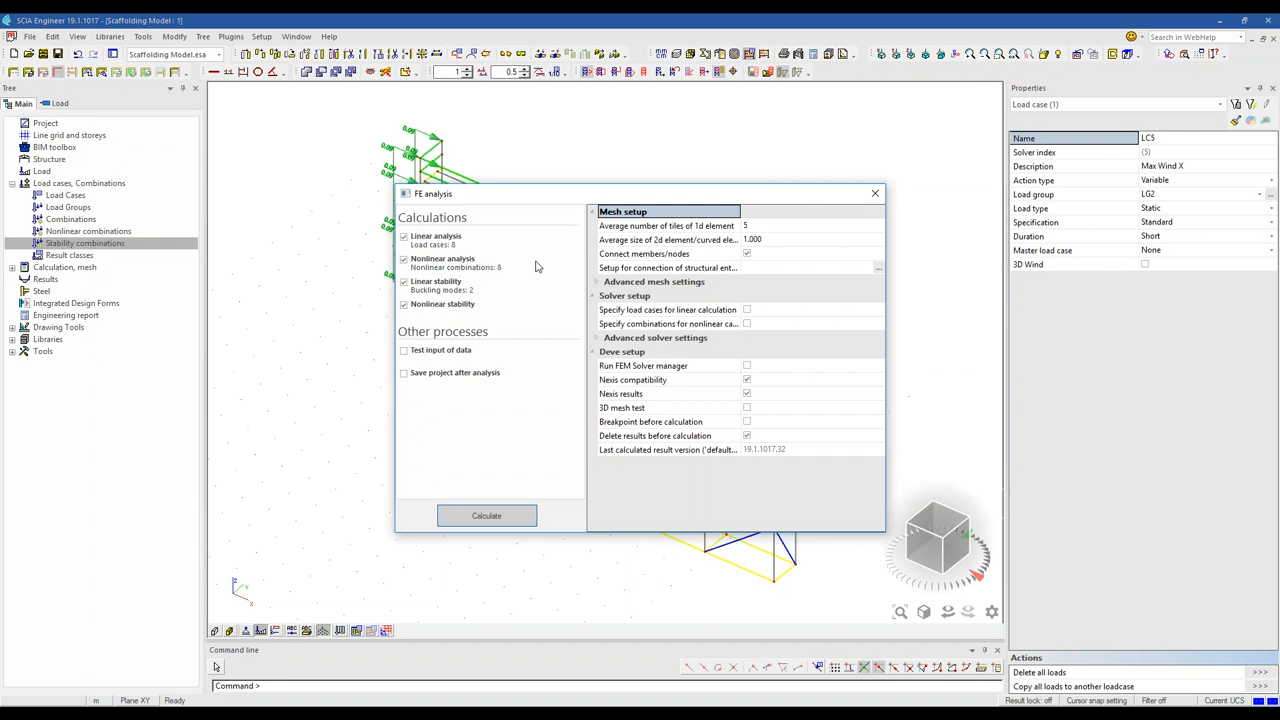 SCIA Engineer 19.1.1017 - [Scaffolding Model : 1]
File Edit View Libraries Tools Modify Tree Plugins Setup Window Help
Search in WebHelp
Scaffolding Model.esa
1 0.5
Tree
Main Load
Project
Line grid and storeys
BIM toolbox
Structure
Load
Load cases, Combinations
Load Cases
Load Groups
Combinations
Nonlinear combinations
Stability combinations
Result classes
Calculation, mesh
Results
Steel
Integrated Design Forms
Engineering report
Drawing Tools
Libraries
Tools
0.09
0.09
0.09
FE analysis
Calculations
Linear analysis
Load cases: 8
Nonlinear analysis
Nonlinear combinations: 8
Linear stability
Buckling modes: 2
Nonlinear stability
Other processes
Test input of data
Save project after analysis
Calculate
Mesh setup
Average number of tiles of 1d element 5
Average size of 2d element/curved ele... 1.000
Connect members/nodes
Setup for connection of structural ent... ...
Advanced mesh settings
Solver setup
Specify load cases for linear calculation
Specify combinations for nonlinear ca...
Advanced solver settings
Deve setup
Run FEM Solver manager
Nexis compatibility
Nexis results
3D mesh test
Breakpoint before calculation
Delete results before calculation
Last calculated result version ('default... 19.1.1017.32
z y x
Properties
Load case (1)
Name LC5
Solver index (5)
Description Max Wind X
Action type Variable
Load group LG2 ...
Load type Static
Specification Standard
Duration Short
Master load case None
3D Wind
Actions
Delete all loads >>>
Copy all loads to another loadcase >>>
Command line
Command >
m Plane XY Ready
Result lock: off Cursor snap setting Filter off Current UCS